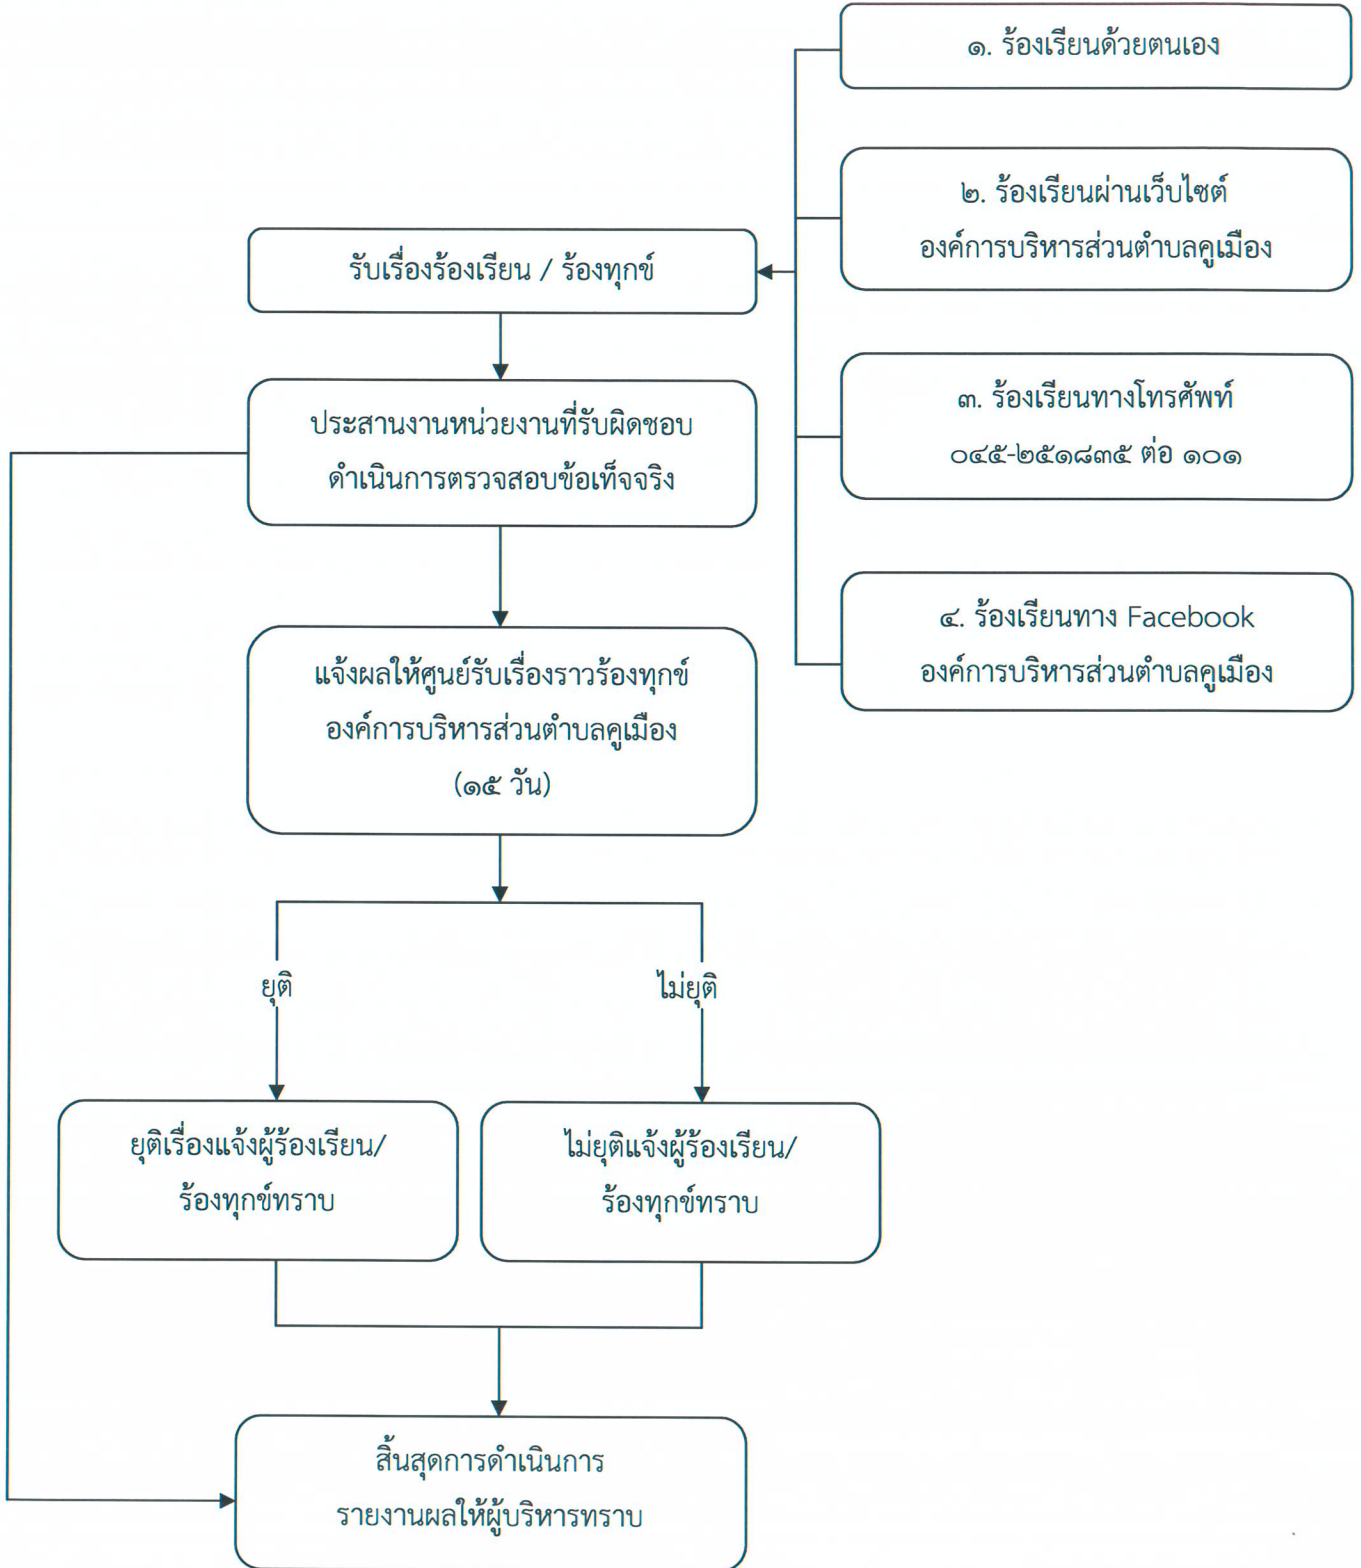 ๑. ร้องเรียนด้วยตนเอง
๒. ร้องเรียนผ่านเว็บไซต์
องค์การบริหารส่วนตำบลคูเมือง
รับเรื่องร้องเรียน / ร้องทุกข์
๓. ร้องเรียนทางโทรศัพท์
๐๔๕-๒๕๑๘๓๕ ต่อ ๑๐๑
ประสานงานหน่วยงานที่รับผิดชอบ
ดำเนินการตรวจสอบข้อเท็จจริง
๔. ร้องเรียนทาง Facebook
องค์การบริหารส่วนตำบลคูเมือง
แจ้งผลให้ศูนย์รับเรื่องราวร้องทุกข์
องค์การบริหารส่วนตำบลคูเมือง
(๑๕ วัน)
ยุติ
ไม่ยุติ
ยุติเรื่องแจ้งผู้ร้องเรียน/
ร้องทุกข์ทราบ
ไม่ยุติแจ้งผู้ร้องเรียน/
ร้องทุกข์ทราบ
สิ้นสุดการดำเนินการ
รายงานผลให้ผู้บริหารทราบ